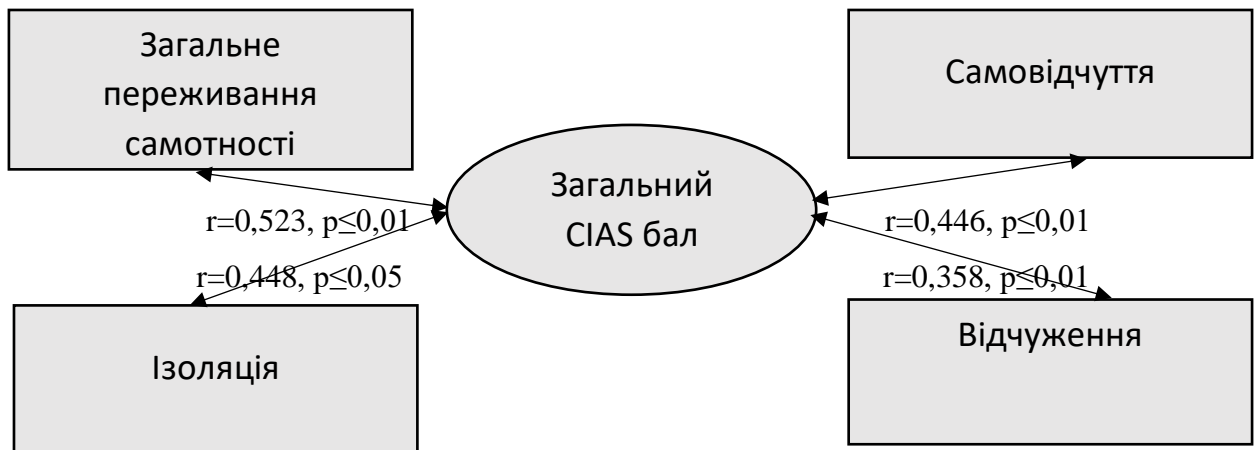 Загальне
переживання
самотності
Самовідчуття
Загальний
CIAS бал
r=0,523, p≤0,01
r=0,446, p≤0,01
r=0,448, p≤0,05
r=0,358, p≤0,01
Ізоляція
Відчуження